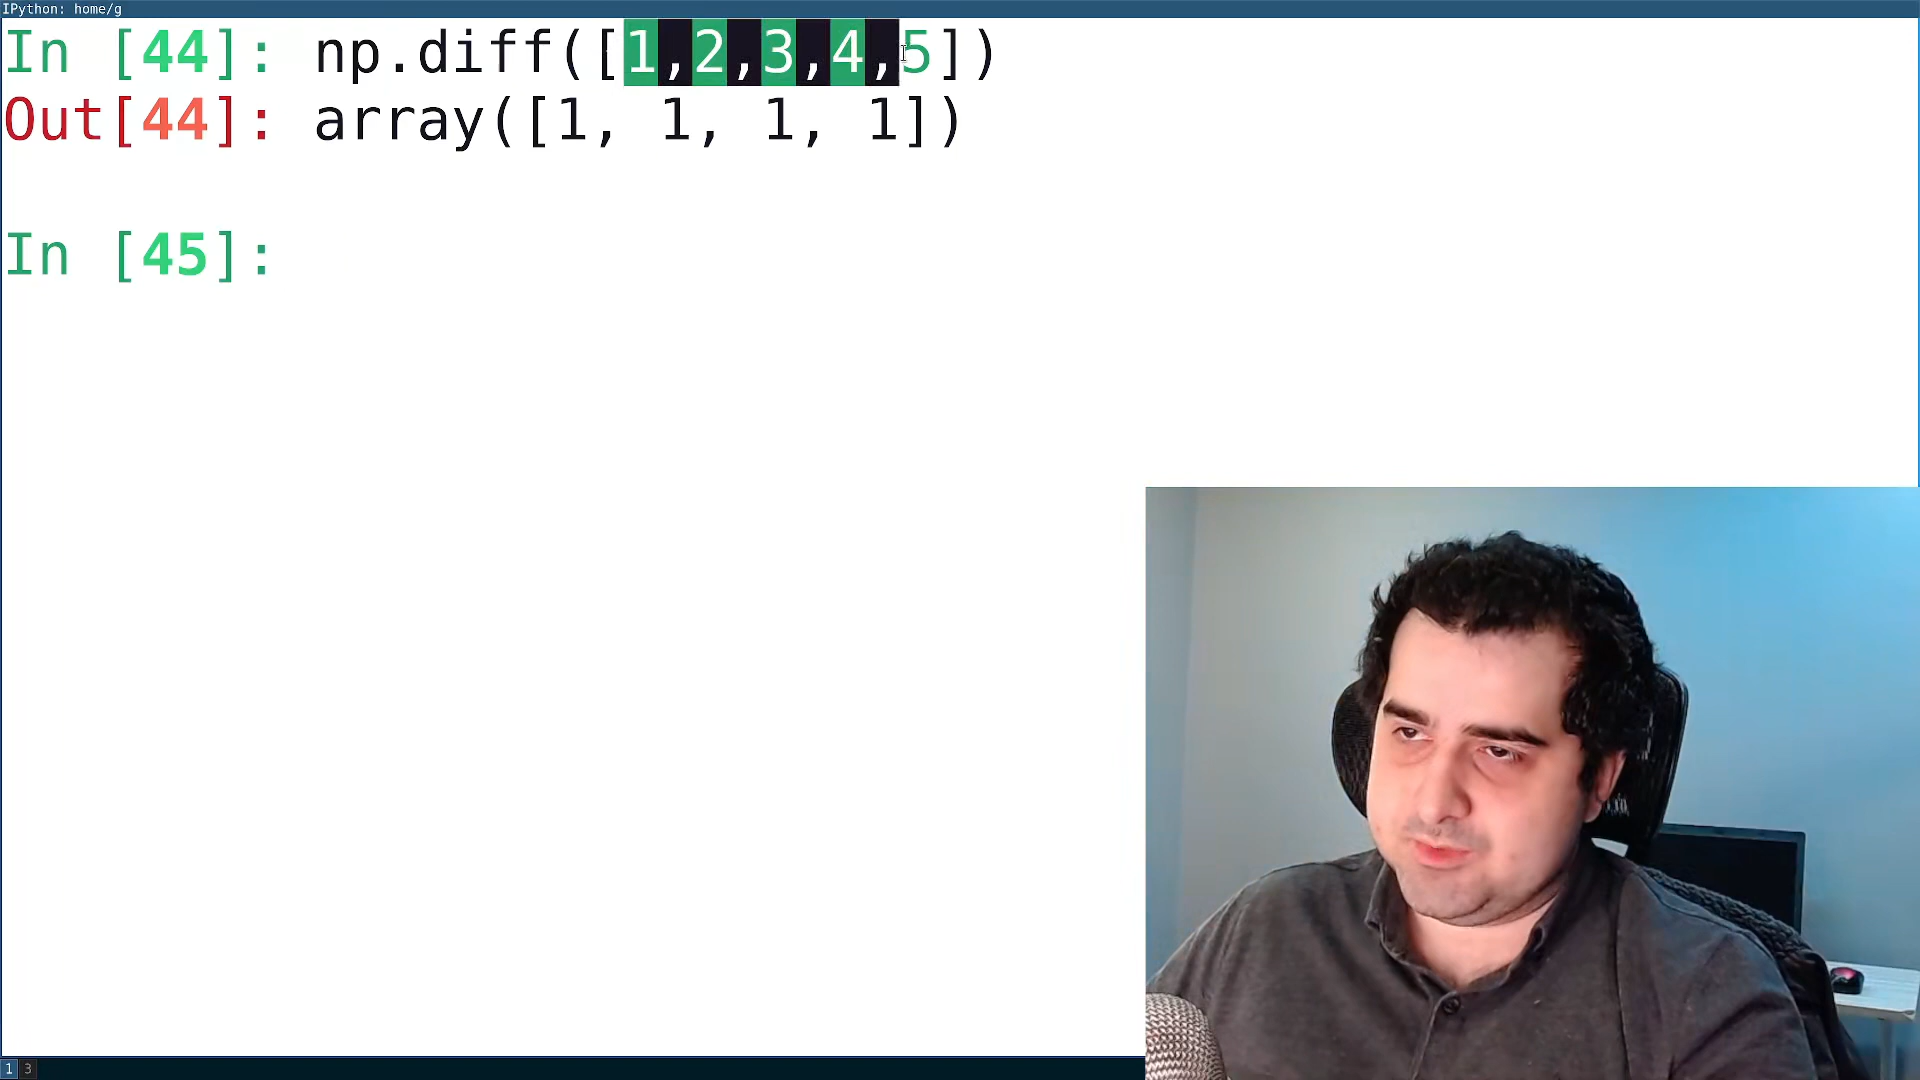 IPython: home/g
In [44]: np.diff([1,2,3,4,5])
Out[44]: array([1, 1, 1, 1])
In [45]:
1 3